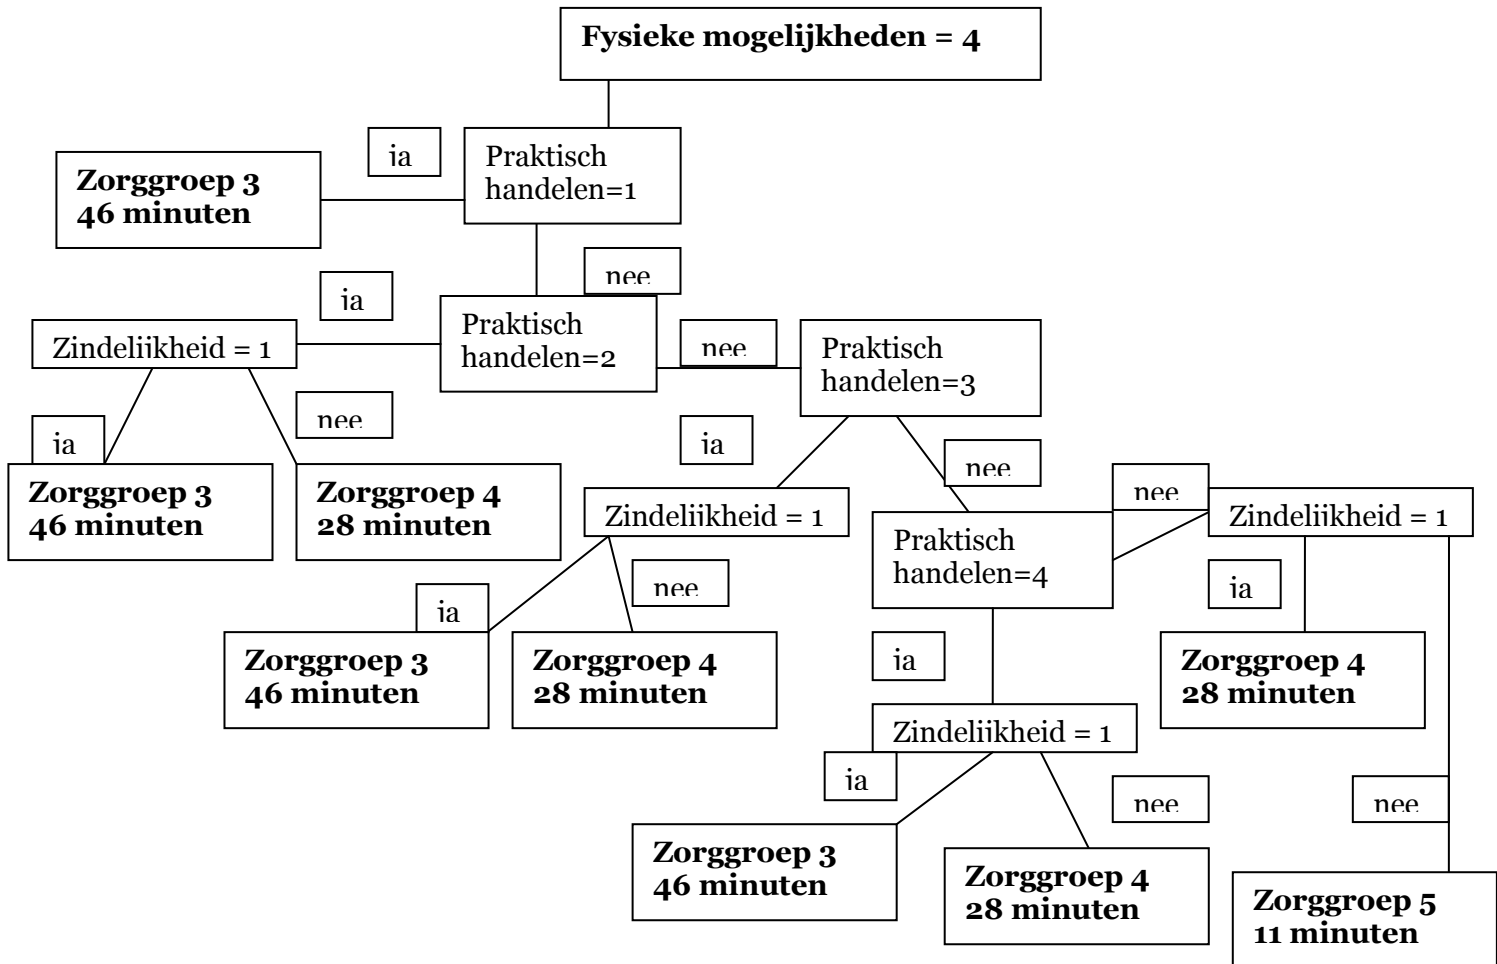 Fysieke mogelijkheden = 4
ja
Praktisch
handelen=1
Zorggroep 3
46 minuten
nee
ja
Praktisch
handelen=2
Zindelijkheid = 1
nee
Praktisch
handelen=3
ja
nee
Zorggroep 3
46 minuten
Zorggroep 4
28 minuten
ja
nee
Zindelijkheid = 1
Praktisch
handelen=4
nee
Zindelijkheid = 1
ja
nee
Zorggroep 3
46 minuten
Zorggroep 4
28 minuten
ja
ja
Zorggroep 4
28 minuten
Zindelijkheid = 1
ja
nee
nee
Zorggroep 3
46 minuten
Zorggroep 4
28 minuten
Zorggroep 5
11 minuten